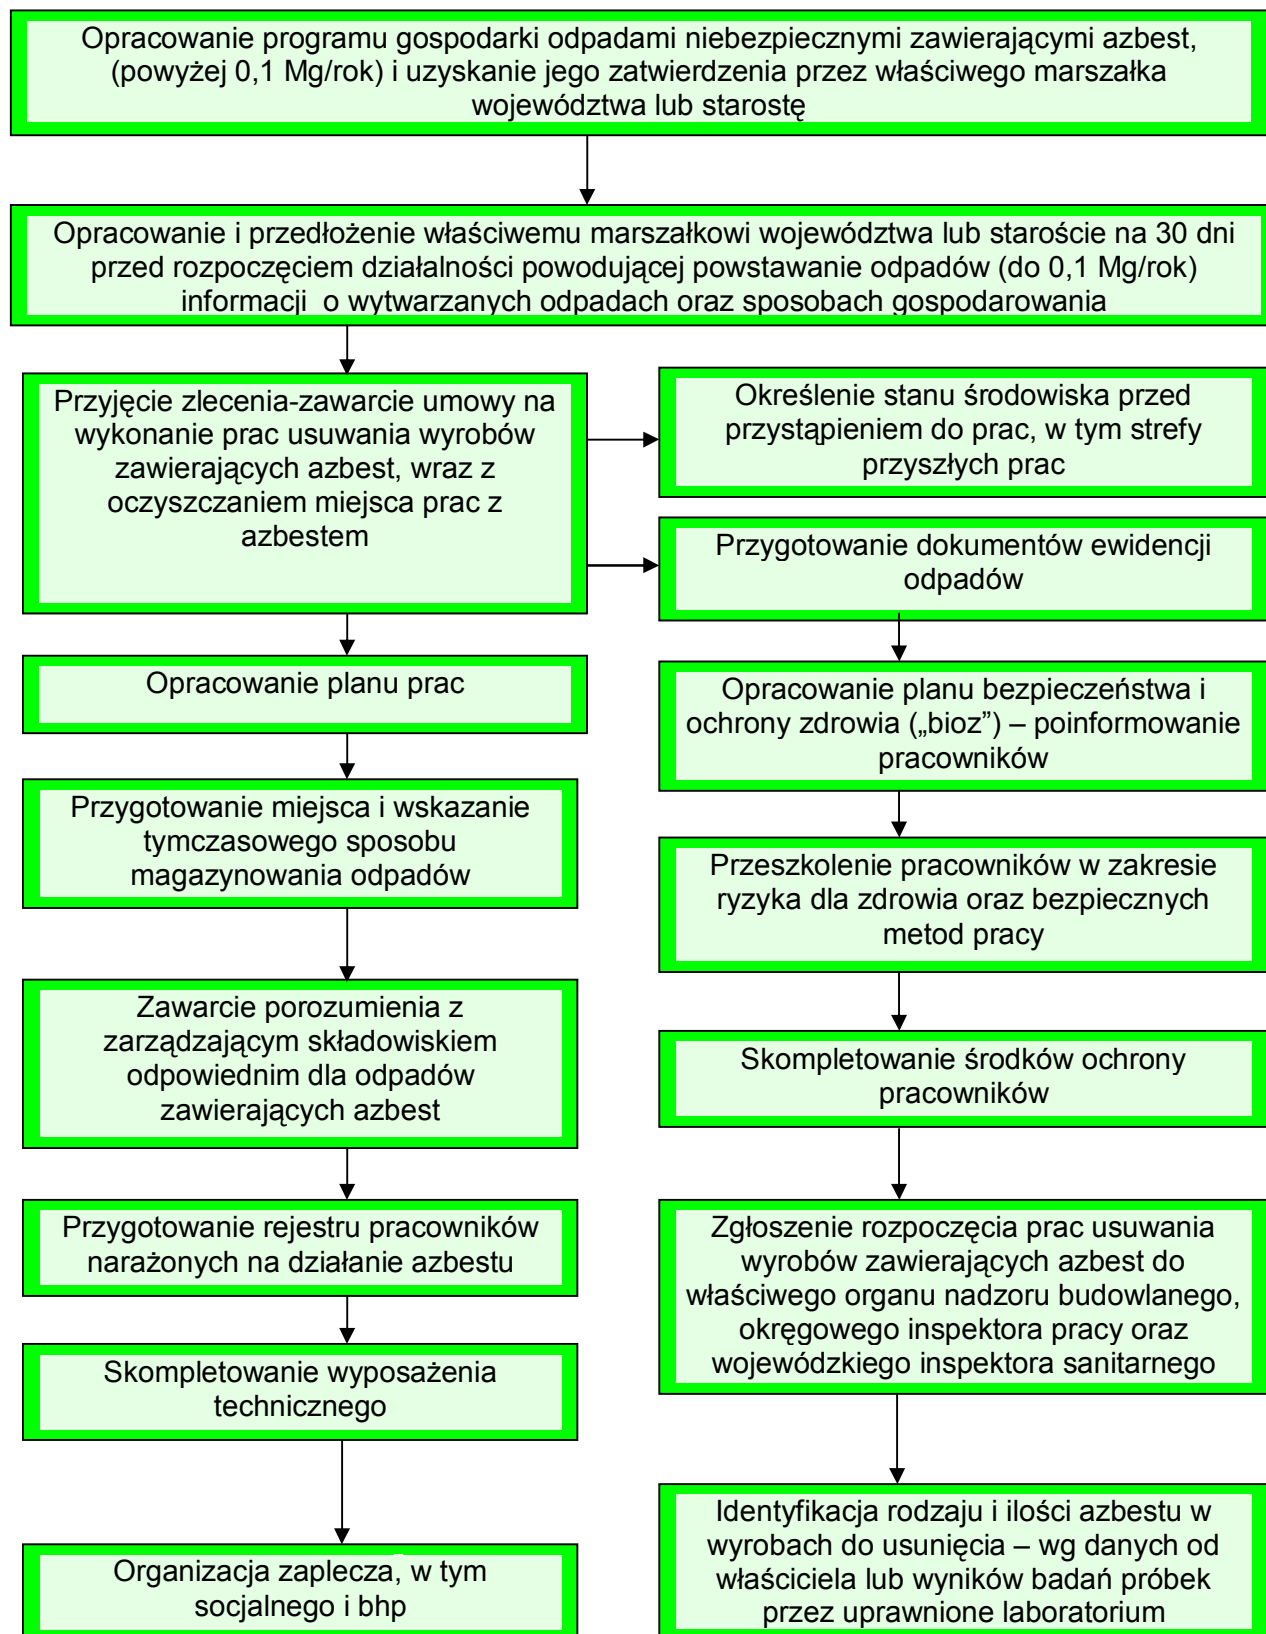 Opracowanie programu gospodarki odpadami niebezpiecznymi zawierającymi azbest,
(powyżej 0,1 Mg/rok) i uzyskanie jego zatwierdzenia przez właściwego marszałka
województwa lub starostę
Opracowanie i przedłożenie właściwemu marszałkowi województwa lub staroście na 30 dni
przed rozpoczęciem działalności powodującej powstawanie odpadów (do 0,1 Mg/rok)
informacji o wytwarzanych odpadach oraz sposobach gospodarowania
Przyjęcie zlecenia-zawarcie umowy na
wykonanie prac usuwania wyrobów
zawierających azbest, wraz z
oczyszczaniem miejsca prac z
azbestem
Określenie stanu środowiska przed
przystąpieniem do prac, w tym strefy
przyszłych prac
Przygotowanie dokumentów ewidencji
odpadów
Opracowanie planu prac
Opracowanie planu bezpieczeństwa i
ochrony zdrowia („bioz”) – poinformowanie
pracowników
Przygotowanie miejsca i wskazanie
tymczasowego sposobu
magazynowania odpadów
Przeszkolenie pracowników w zakresie
ryzyka dla zdrowia oraz bezpiecznych
metod pracy
Zawarcie porozumienia z
zarządzającym składowiskiem
odpowiednim dla odpadów
zawierających azbest
Skompletowanie środków ochrony
pracowników
Przygotowanie rejestru pracowników
narażonych na działanie azbestu
Zgłoszenie rozpoczęcia prac usuwania
wyrobów zawierających azbest do
właściwego organu nadzoru budowlanego,
okręgowego inspektora pracy oraz
wojewódzkiego inspektora sanitarnego
Skompletowanie wyposażenia
technicznego
Identyfikacja rodzaju i ilości azbestu w
wyrobach do usunięcia – wg danych od
właściciela lub wyników badań próbek
przez uprawnione laboratorium
Organizacja zaplecza, w tym
socjalnego i bhp